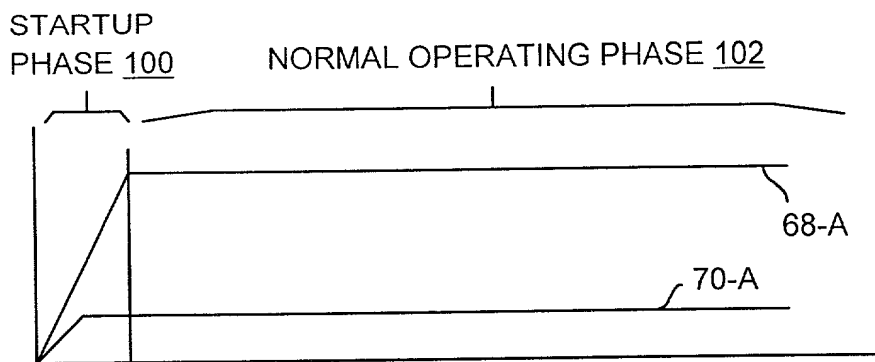 STARTUP
PHASE 100
NORMAL OPERATING PHASE 102
68-A
70-A